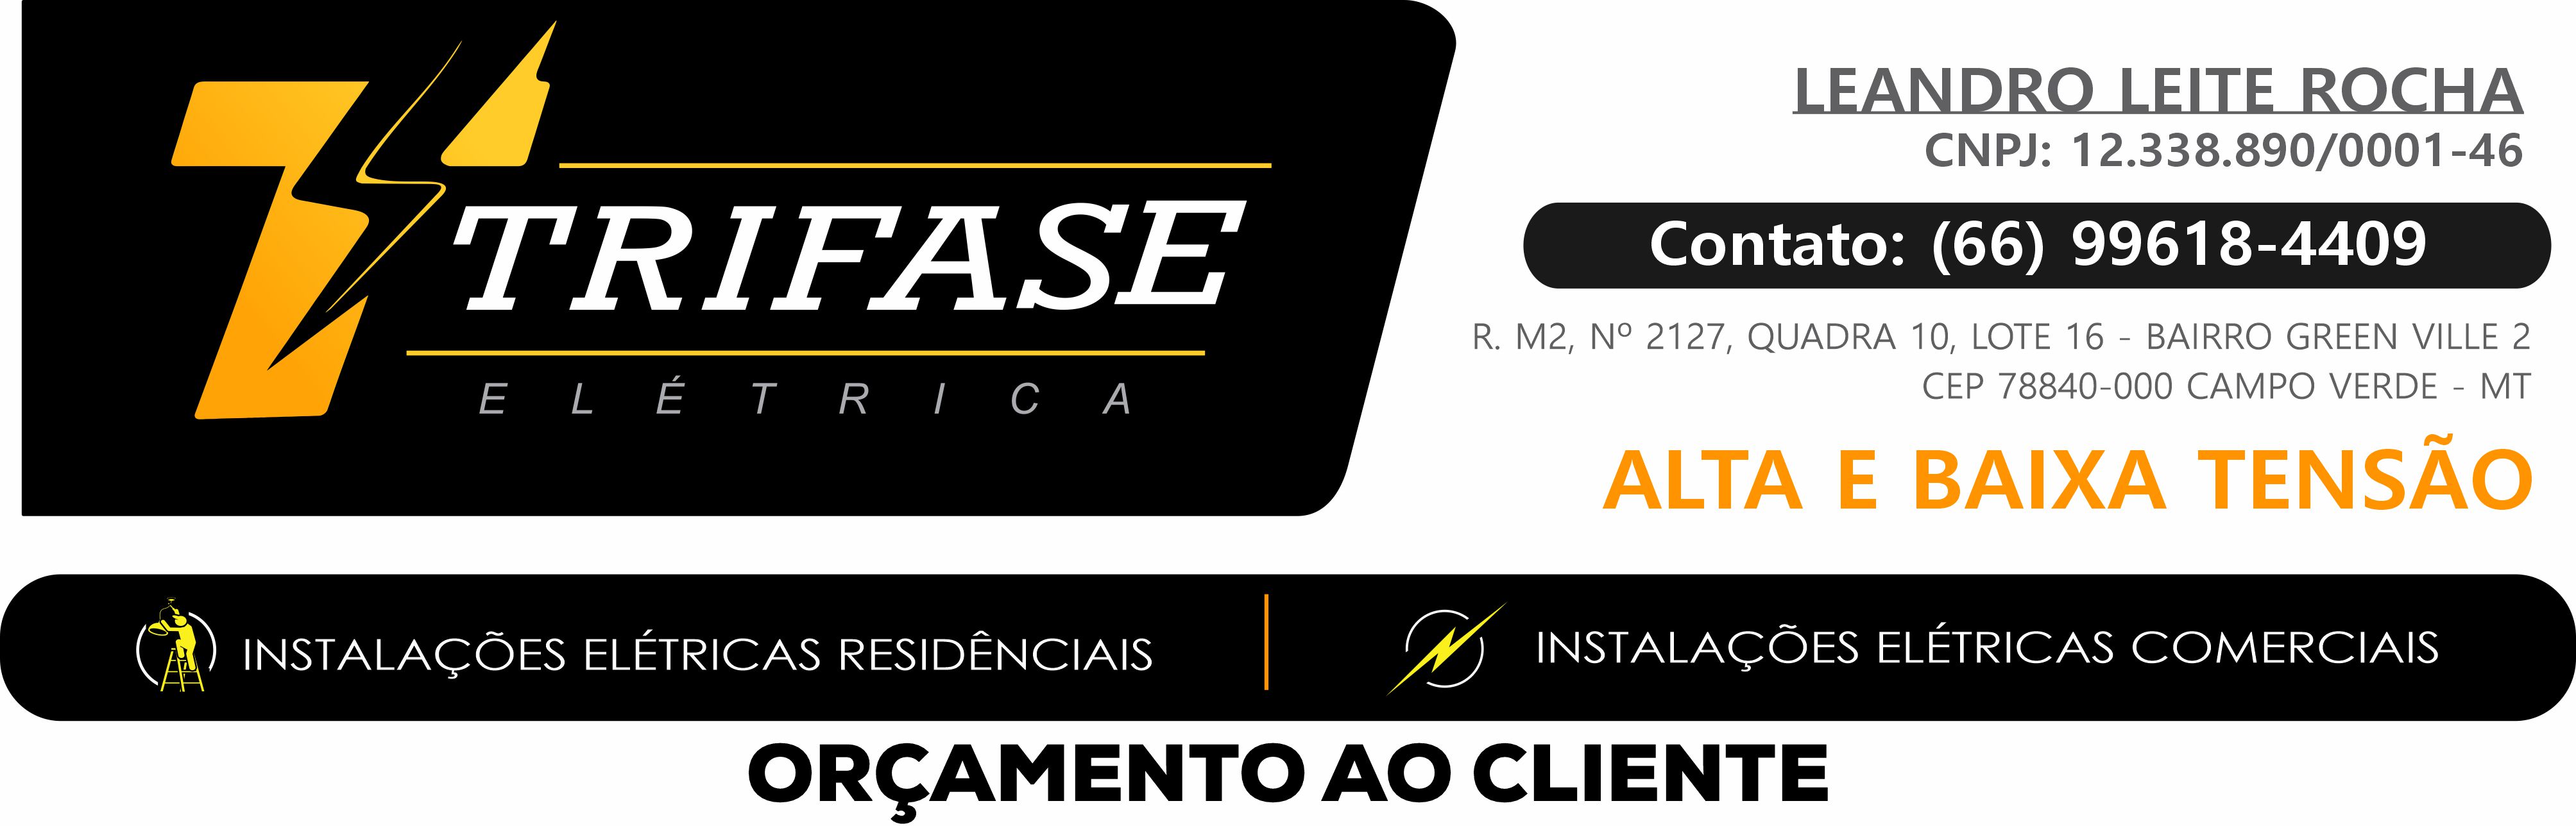 TRIFASE
ELÉTRICA
LEANDRO LEITE ROCHA
CNPJ: 12.338.890/0001-46
Contato: (66) 99618-4409
R. M2, Nº 2127, QUADRA 10, LOTE 16 - BAIRRO GREEN VILLE 2
CEP 78840-000 CAMPO VERDE - MT
ALTA E BAIXA TENSÃO
INSTALAÇÕES ELÉTRICAS RESIDÊNCIAIS
INSTALAÇÕES ELÉTRICAS COMERCIAIS
ORÇAMENTO AO CLIENTE